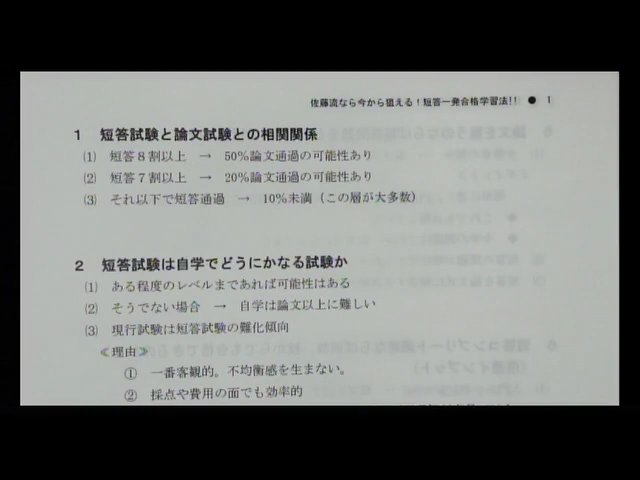 佐藤流なら今から狙える！短答一発合格学習法!! ● 1
1 短答試験と論文試験との相関関係
(1) 短答８割以上 → 50%論文通過の可能性あり
(2) 短答７割以上 → 20%論文通過の可能性あり
(3) それ以下で短答通過 → 10%未満（この層が大多数）
2 短答試験は自学でどうにかなる試験か
(1) ある程度のレベルまであれば可能性はある
(2) そうでない場合 → 自学は論文以上に難しい
(3) 現行試験は短答試験の難化傾向
≪理由≫
① 一番客観的。不均衡感を生まない。
② 採点や費用の面でも効率的